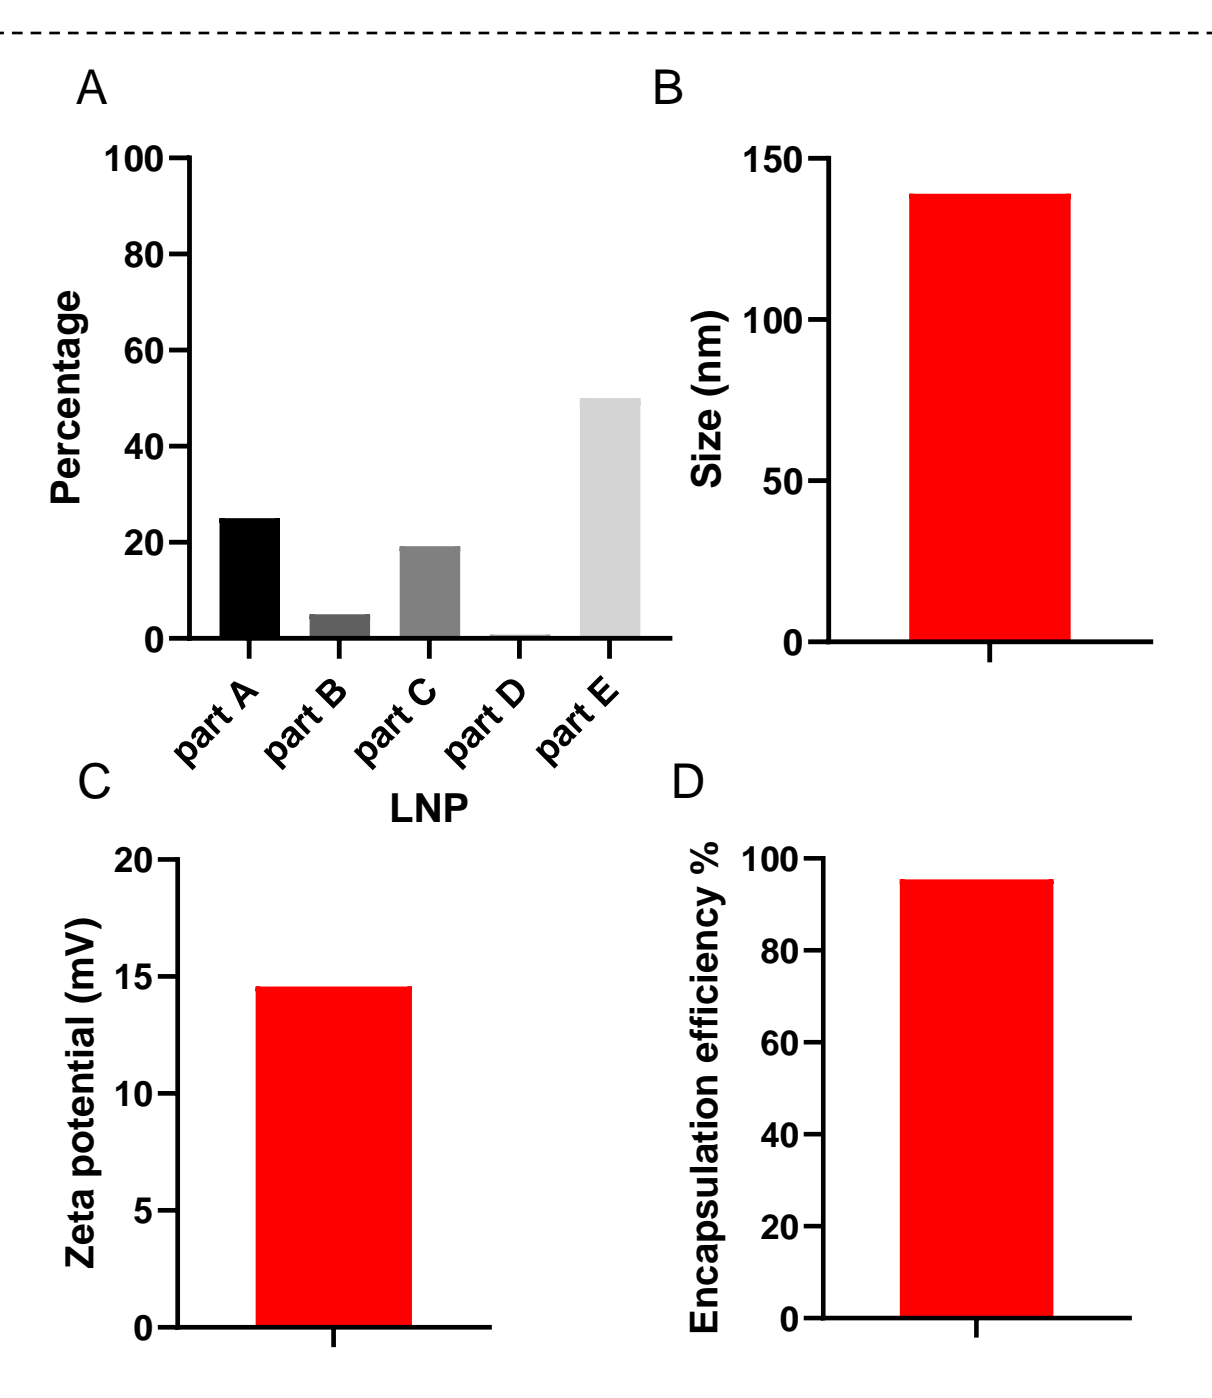 A
B
100
80
60
40
20
0
Percentage
part A
part B
part C
part D
part E
LNP
150
100
50
0
Size (nm)
C
D
20
15
10
5
0
Zeta potential (mV)
100
80
60
40
20
0
Encapsulation efficiency %